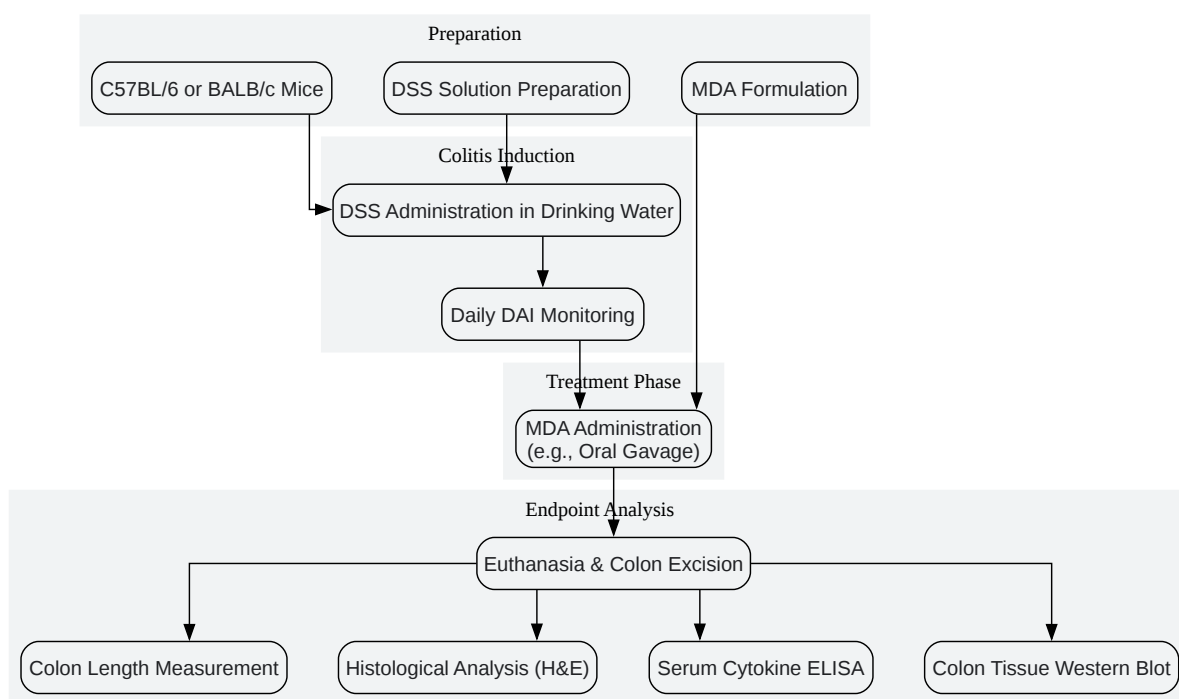 Preparation
C57BL/6 or BALB/c Mice
DSS Solution Preparation
MDA Formulation
Colitis Induction
DSS Administration in Drinking Water
Daily DAI Monitoring
Treatment Phase
MDA Administration
(e.g., Oral Gavage)
Endpoint Analysis
Euthanasia & Colon Excision
Colon Length Measurement
Histological Analysis (H&E)
Serum Cytokine ELISA
Colon Tissue Western Blot